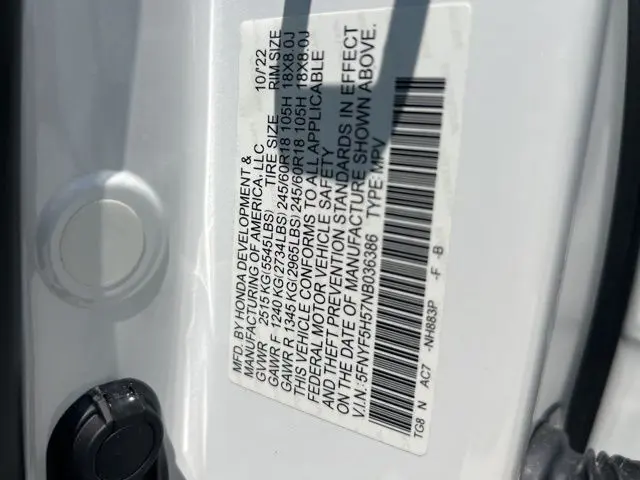 MFD. BY HONDA DEVELOPMENT &
MANUFACTURING OF AMERICA, LLC 10/'22
GVWR 2515 KG(5545LBS) TIRE SIZE RIM SIZE
GAWR F 1240 KG(2734LBS) 245/60R18 105H 18X8.0J
GAWR R 1345 KG(2965LBS) 245/60R18 105H 18X8.0J
THIS VEHICLE CONFORMS TO ALL APPLICABLE
FEDERAL MOTOR VEHICLE SAFETY
AND THEFT PREVENTION STANDARDS IN EFFECT
ON THE DATE OF MANUFACTURE SHOWN ABOVE.
V.I.N: 5FNYF5H57NB036386 TYPE: MPV
TG8 N AC7 -NH883P -F -B